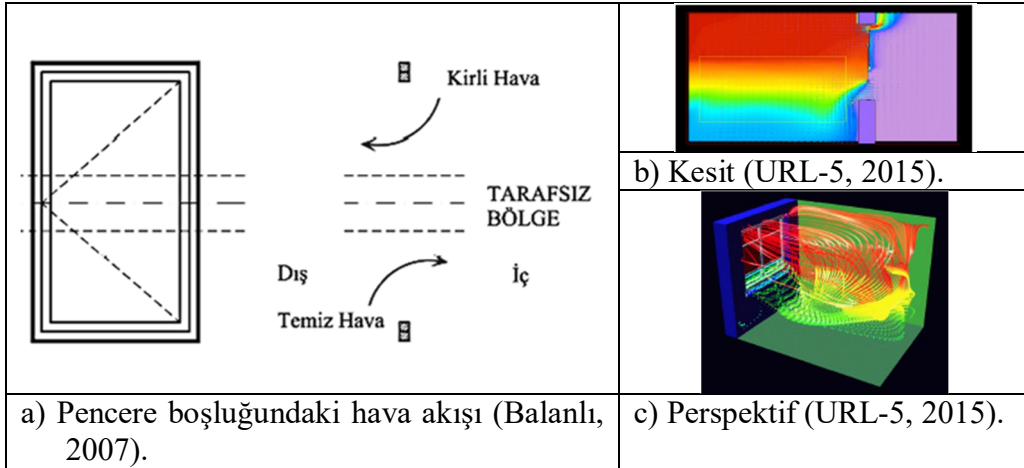 Kirli Hava
TARAFSIZ
BÖLGE
Dış
İç
Temiz Hava
a) Pencere boşluğundaki hava akışı (Balanlı,
2007).
b) Kesit (URL-5, 2015).
c) Perspektif (URL-5, 2015).